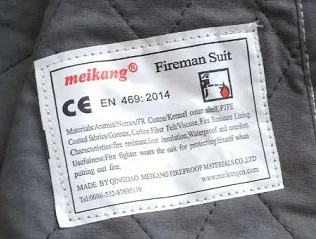 meikang® Fireman Suit
CE EN 469:2014
Materials:Aramid/Nomex/FR Cotton/Kernel outer shell,PTFE
Coated fabrics/Goretex, Carbon Fiber Felt/Viscose,Fire Resistant Lining.
Characteristics:fire resistant,heat insulation,Waterproof and comfort.
Usefulness:Fire fighter wears the suit for protecting himself when
putting out fire.
MADE BY QINGDAO MEIKANG FIREPROOF MATERIALS CO.,LTD
www.meikangco.com
Tel:0086-532-87695119